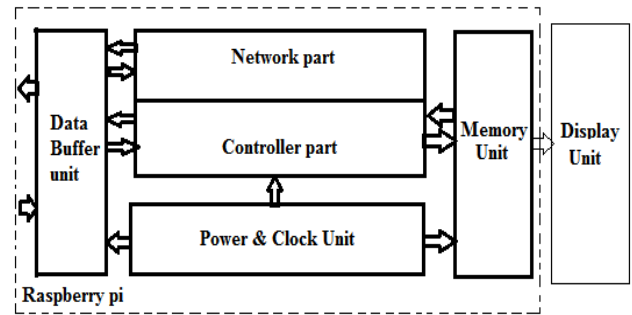 Network part
Data
Buffer
unit
Controller part
Memory
Unit
Display
Unit
Power & Clock Unit
Raspberry pi